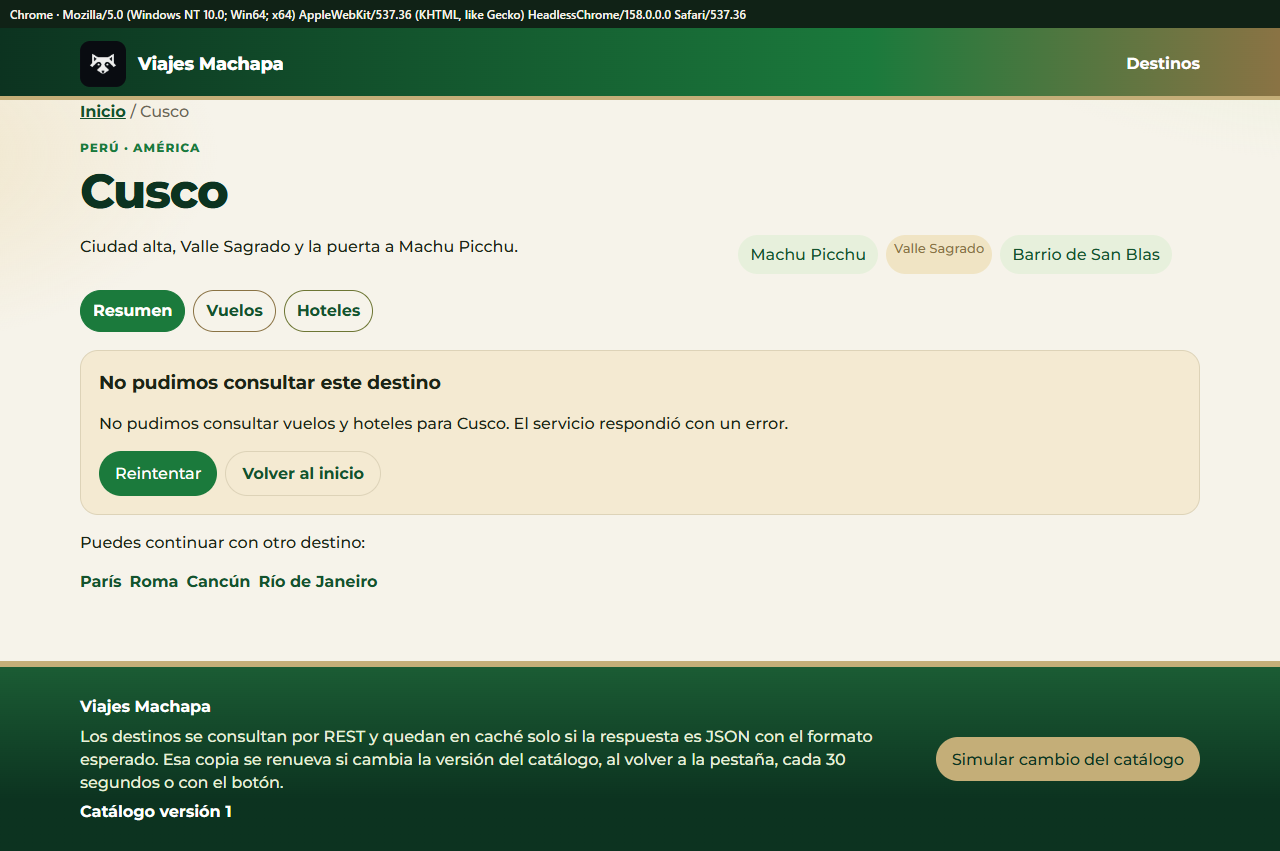 Chrome · Mozilla/5.0 (Windows NT 10.0; Win64; x64) AppleWebKit/537.36 (KHTML, like Gecko) HeadlessChrome/158.0.0.0 Safari/537.36
Viajes Machapa
Destinos
Inicio / Cusco
PERÚ · AMÉRICA
Cusco
Ciudad alta, Valle Sagrado y la puerta a Machu Picchu.
Machu Picchu
Valle Sagrado
Barrio de San Blas
Resumen
Vuelos
Hoteles
No pudimos consultar este destino
No pudimos consultar vuelos y hoteles para Cusco. El servicio respondió con un error.
Reintentar
Volver al inicio
Puedes continuar con otro destino:
París Roma Cancún Río de Janeiro
Viajes Machapa
Los destinos se consultan por REST y quedan en caché solo si la respuesta es JSON con el formato
esperado. Esa copia se renueva si cambia la versión del catálogo, al volver a la pestaña, cada 30
segundos o con el botón.
Catálogo versión 1
Simular cambio del catálogo